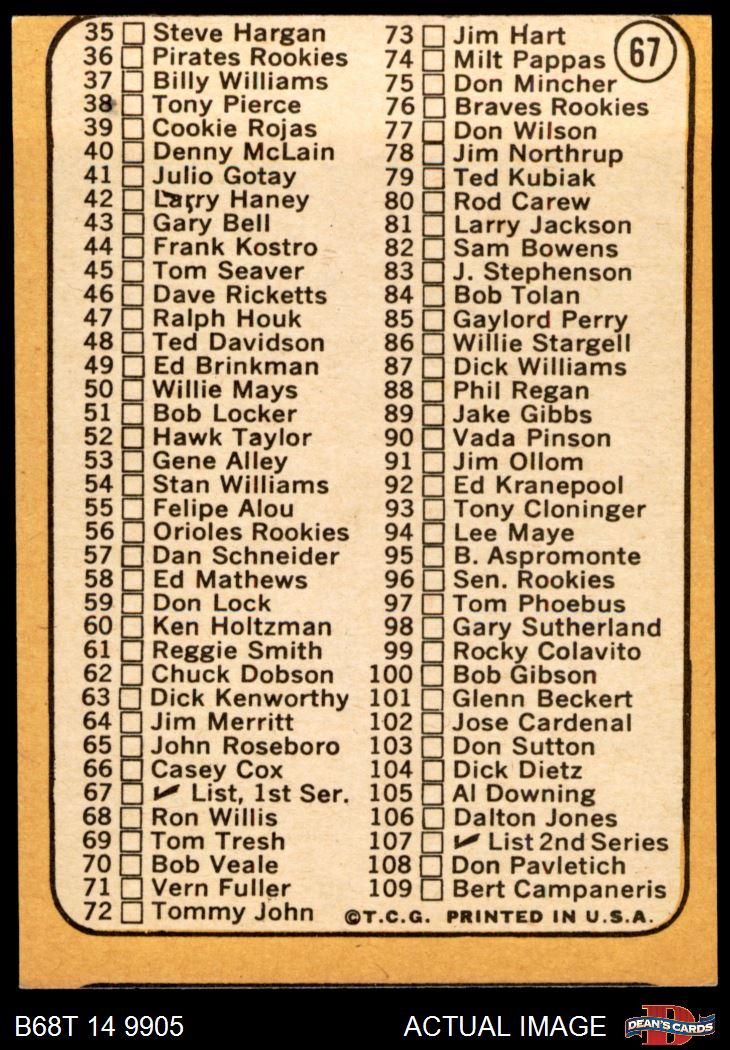 67
35 Steve Hargan
36 Pirates Rookies
37 Billy Williams
38 Tony Pierce
39 Cookie Rojas
40 Denny McLain
41 Julio Gotay
42 Larry Haney
43 Gary Bell
44 Frank Kostro
45 Tom Seaver
46 Dave Ricketts
47 Ralph Houk
48 Ted Davidson
49 Ed Brinkman
50 Willie Mays
51 Bob Locker
52 Hawk Taylor
53 Gene Alley
54 Stan Williams
55 Felipe Alou
56 Orioles Rookies
57 Dan Schneider
58 Ed Mathews
59 Don Lock
60 Ken Holtzman
61 Reggie Smith
62 Chuck Dobson
63 Dick Kenworthy
64 Jim Merritt
65 John Roseboro
66 Casey Cox
67 ✓ List, 1st Ser.
68 Ron Willis
69 Tom Tresh
70 Bob Veale
71 Vern Fuller
72 Tommy John
73 Jim Hart
74 Milt Pappas
75 Don Mincher
76 Braves Rookies
77 Don Wilson
78 Jim Northrup
79 Ted Kubiak
80 Rod Carew
81 Larry Jackson
82 Sam Bowens
83 J. Stephenson
84 Bob Tolan
85 Gaylord Perry
86 Willie Stargell
87 Dick Williams
88 Phil Regan
89 Jake Gibbs
90 Vada Pinson
91 Jim Ollom
92 Ed Kranepool
93 Tony Cloninger
94 Lee Maye
95 B. Aspromonte
96 Sen. Rookies
97 Tom Phoebus
98 Gary Sutherland
99 Rocky Colavito
100 Bob Gibson
101 Glenn Beckert
102 Jose Cardenal
103 Don Sutton
104 Dick Dietz
105 Al Downing
106 Dalton Jones
107 ✓ List 2nd Series
108 Don Pavletich
109 Bert Campaneris
©T.C.G. PRINTED IN U.S.A.
B68T 14 9905
ACTUAL IMAGE
D
DEAN'S CARDS